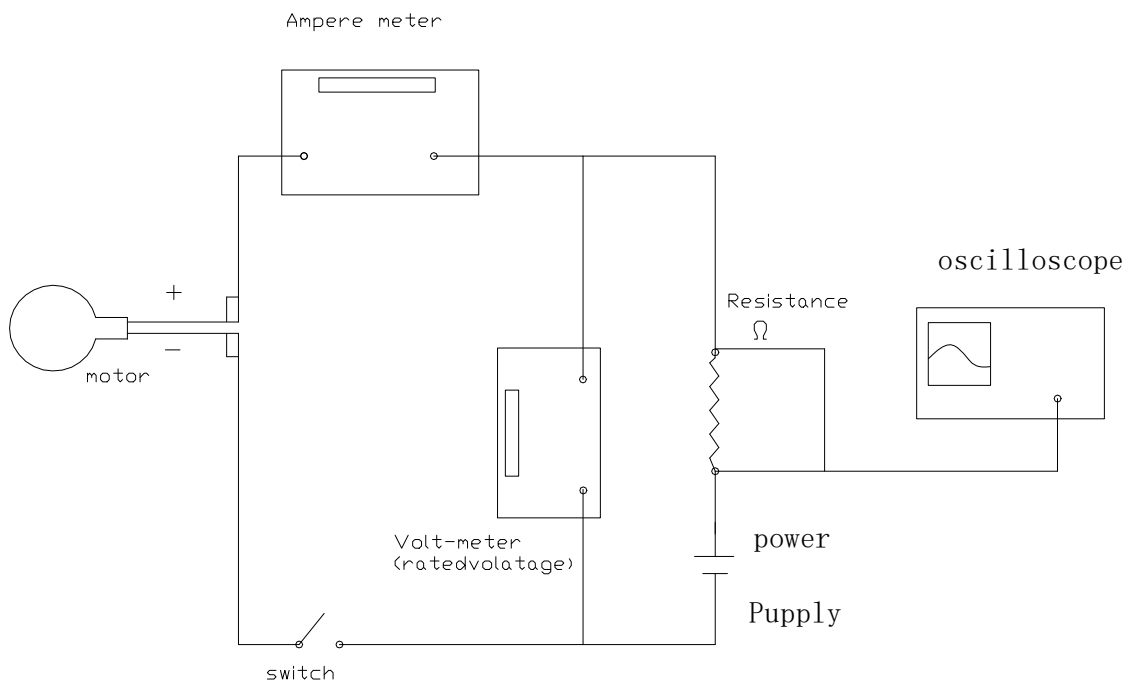 Ampere meter
oscilloscope
+
Resistance
Ω
−
motor
Volt-meter
(ratedvolatage)
power
Pupply
switch